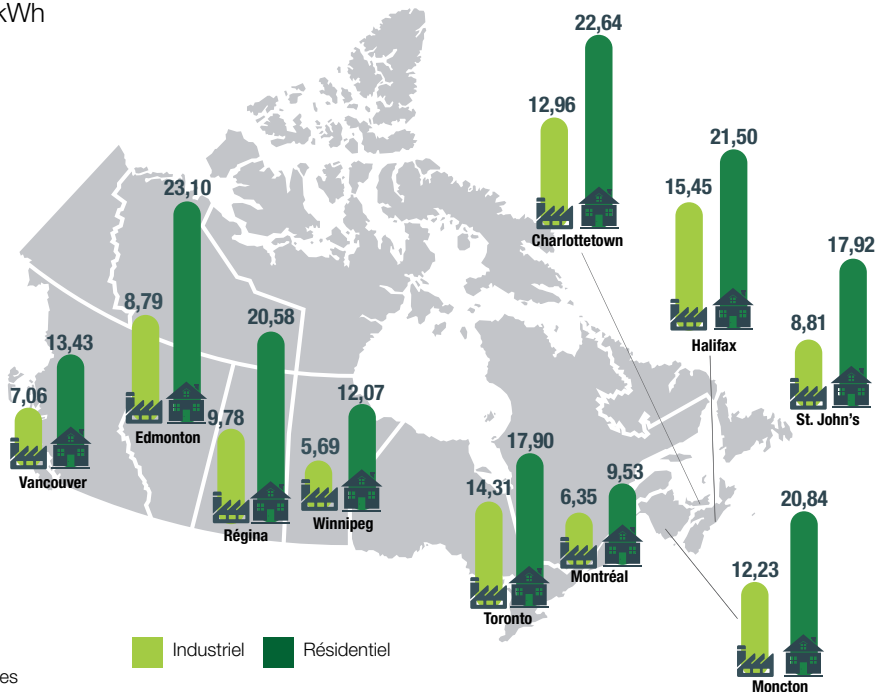 kWh
22,64
12,96
Charlottetown
21,50
15,45
Halifax
17,92
8,81
St. John's
23,10
8,79
Edmonton
13,43
7,06
Vancouver
20,58
9,78
Régina
12,07
5,69
Winnipeg
17,90
14,31
Toronto
9,53
6,35
Montréal
20,84
12,23
Moncton
Industriel
Résidentiel
es